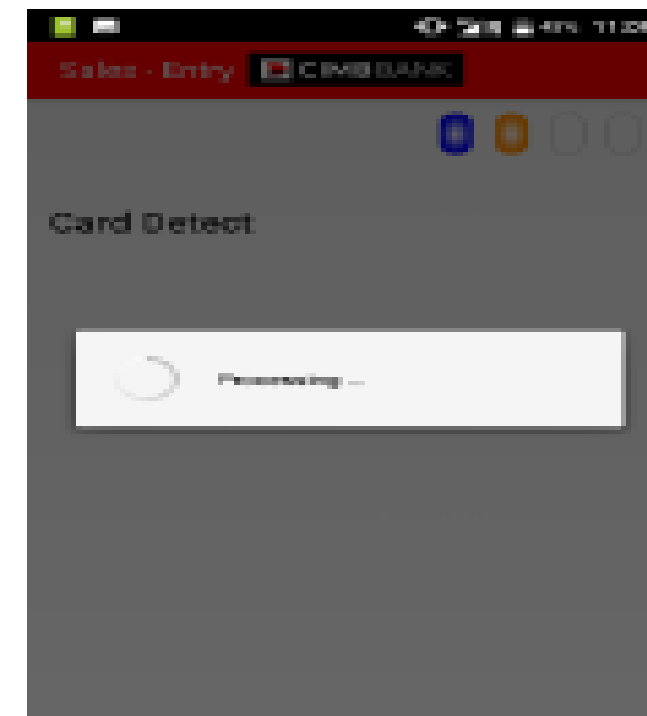 Sales - Entry CIMB BANK
Card Detect
Processing ...